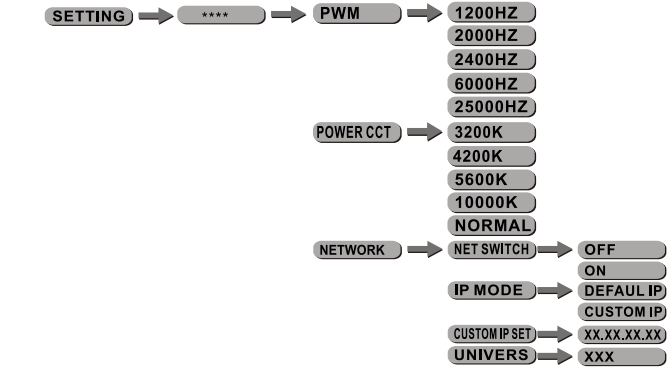 SETTING **** PWM 1200HZ
2000HZ
2400HZ
6000HZ
25000HZ
POWER CCT 3200K
4200K
5600K
10000K
NORMAL
NETWORK NET SWITCH OFF
ON
IP MODE DEFAUL IP
CUSTOM IP
CUSTOM IP SET XX.XX.XX.XX
UNIVERS XXX